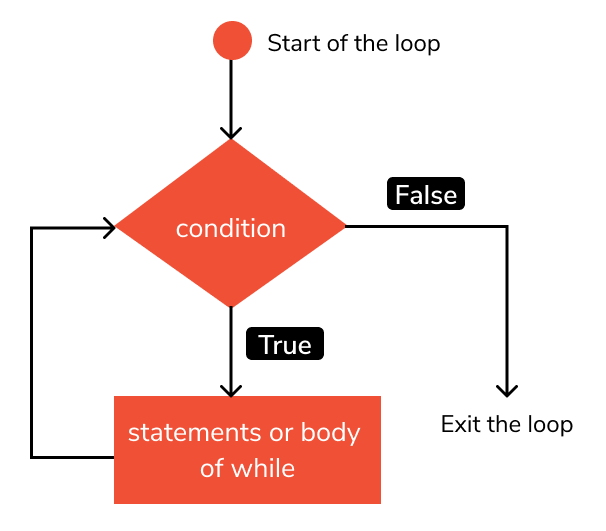 Start of the loop
False
condition
True
statements or body
of while
Exit the loop